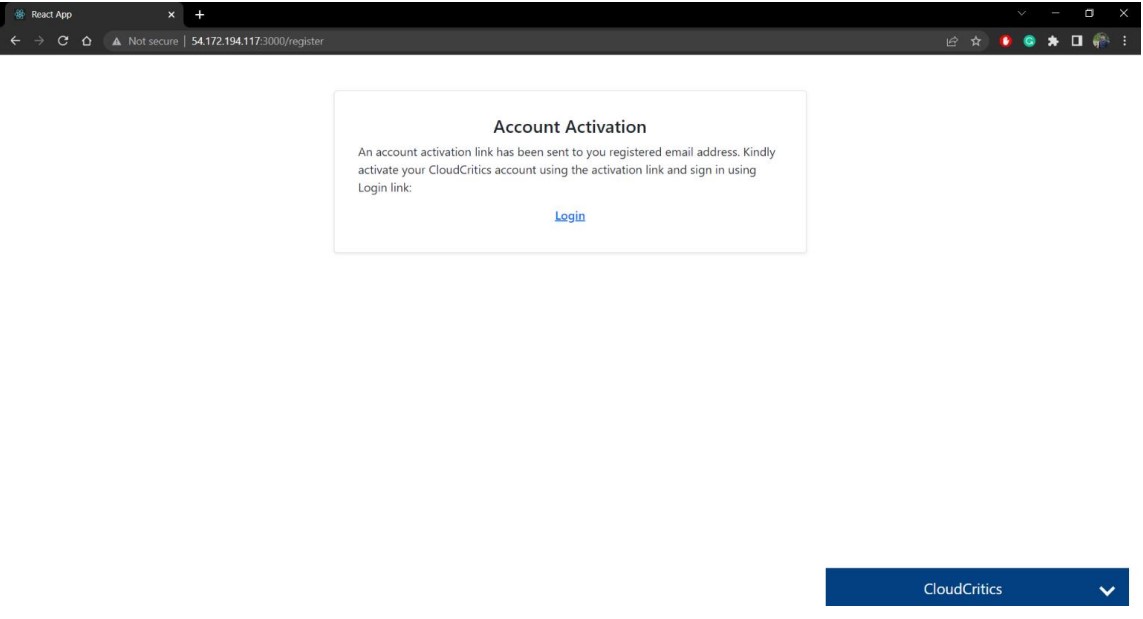 React App
Not secure | 54.172.194.117:3000/register
Account Activation
An account activation link has been sent to you registered email address. Kindly
activate your CloudCritics account using the activation link and sign in using
Login link:
Login
CloudCritics